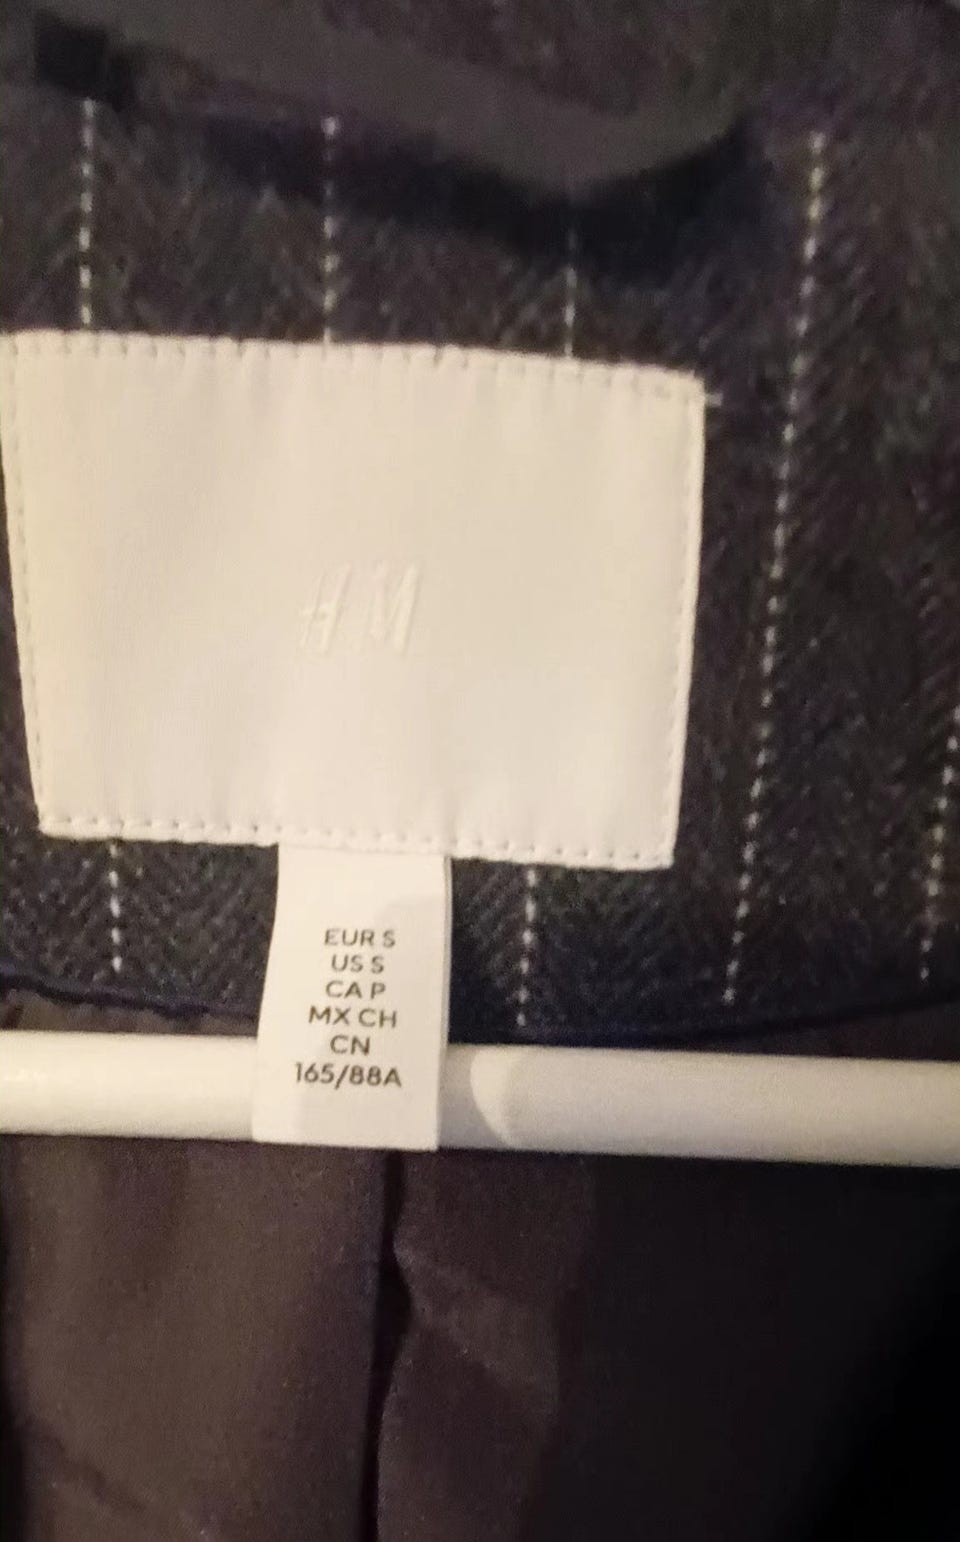 H&M
EUR S
US S
CA P
MX CH
CN
165/88A